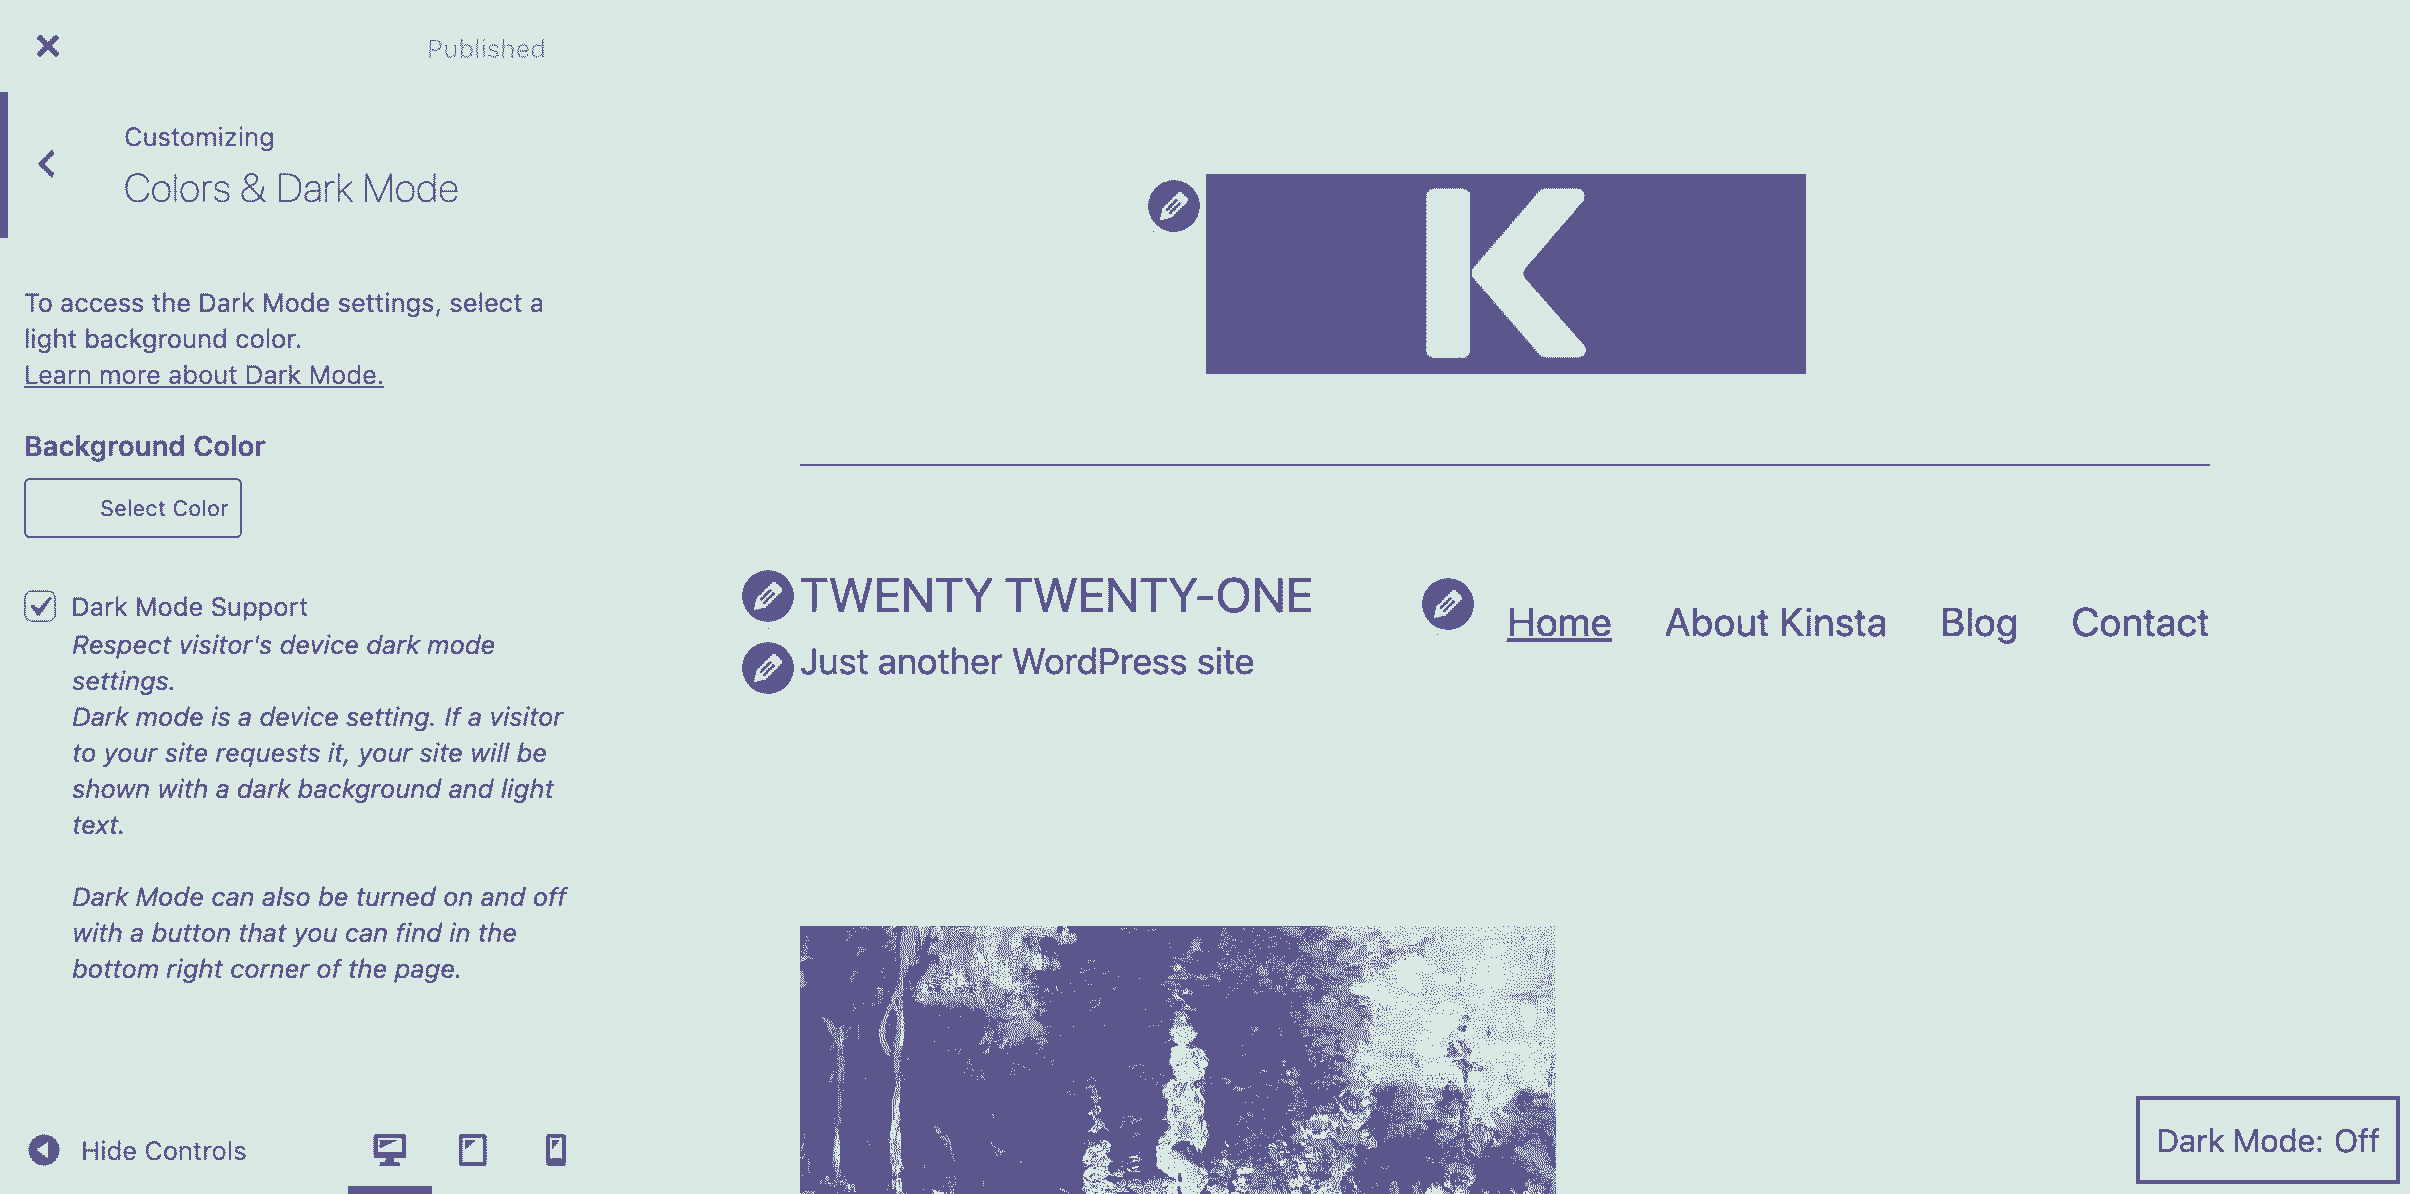 Published
Customizing
Colors & Dark Mode
To access the Dark Mode settings, select a
light background color.
Learn more about Dark Mode.
Background Color
Select Color
Dark Mode Support
Respect visitor's device dark mode
settings.
Dark mode is a device setting. If a visitor
to your site requests it, your site will be
shown with a dark background and light
text.
Dark Mode can also be turned on and off
with a button that you can find in the
bottom right corner of the page.
Hide Controls
K
TWENTY TWENTY-ONE
Just another WordPress site
Home About Kinsta Blog Contact
Dark Mode: Off